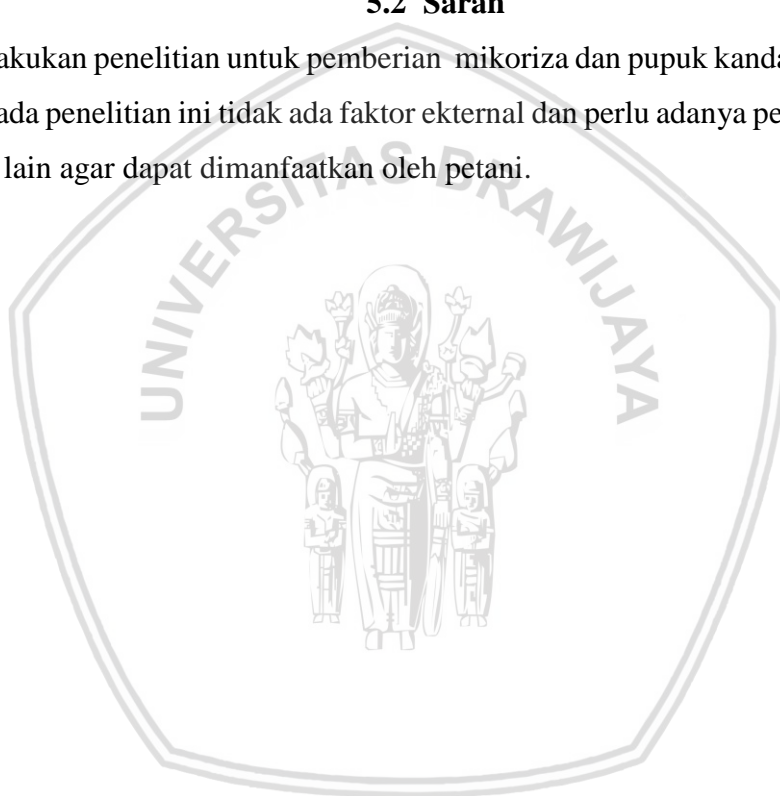 5.2 Saran
akukan penelitian untuk pemberian mikoriza dan pupuk kanda
ada penelitian ini tidak ada faktor ekternal dan perlu adanya pe
lain agar dapat dimanfaatkan oleh petani.
UNIVERSITAS BRAWIJAYA